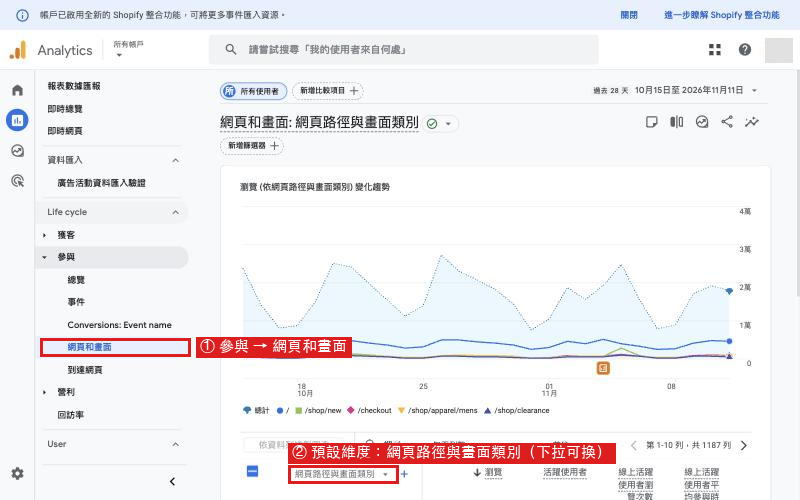 帳戶已啟用全新的 Shopify 整合功能，可將更多事件匯入資源。
關閉
進一步瞭解 Shopify 整合功能
Analytics
所有帳戶
請嘗試搜尋「我的使用者來自何處」
報表數據匯報
即時總覽
即時網頁
資料匯入
廣告活動資料匯入驗證
Life cycle
獲客
參與
總覽
事件
Conversions: Event name
網頁和畫面
到達網頁
營利
回訪率
User
所 所有使用者
新增比較項目
過去 28 天 10月15日至 2026年11月11日
網頁和畫面: 網頁路徑與畫面類別
新增篩選器
瀏覽 (依網頁路徑與畫面類別) 變化趨勢
4萬
3萬
2萬
1萬
0
① 參與 → 網頁和畫面
18
10月
25
01
11月
08
總計
/
/shop/new
/checkout
/shop/apparel/mens
/shop/clearance
第 1-10 列，共 1187 列
② 預設維度：網頁路徑與畫面類別（下拉可換）
網頁路徑與畫面類別
瀏覽
活躍使用者
線上活躍
使用者瀏
覽次數
線上活躍
使用者平
均參與時